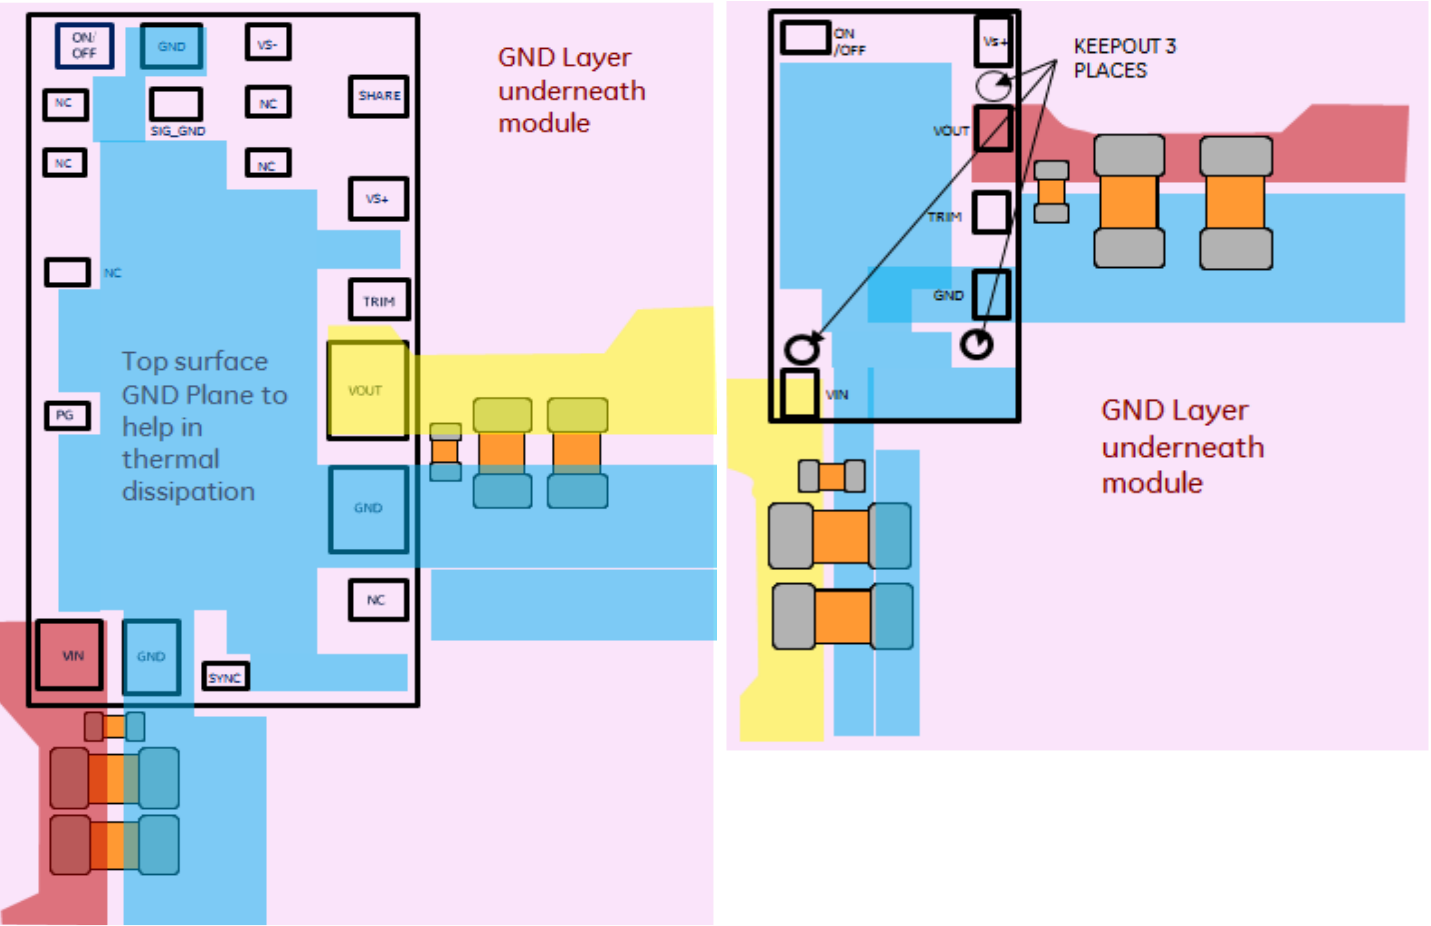 ON/
OFF
GND
VS-
NC
SIG_GND
NC
SHARE
NC
NC
VS+
NC
TRIM
VOUT
PG
GND
NC
VIN
GND
SYNC
Top surface
GND Plane to
help in
thermal
dissipation
GND Layer
underneath
module
ON
/OFF
Vs+
KEEPOUT 3
PLACES
VOUT
TRIM
GND
VIN
GND Layer
underneath
module